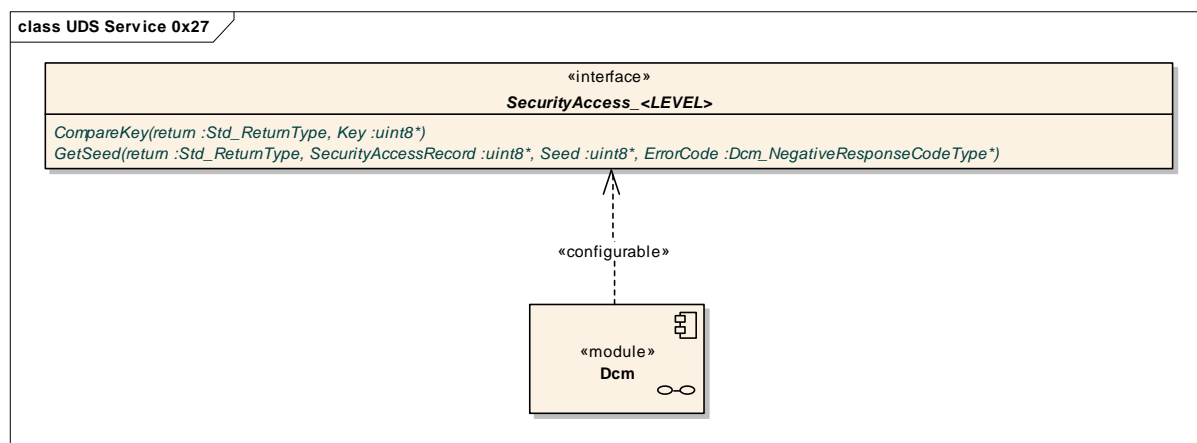 class UDS Service 0x27
«interface»
SecurityAccess_<LEVEL>
CompareKey(return :Std_ReturnType, Key :uint8*)
GetSeed(return :Std_ReturnType, SecurityAccessRecord :uint8*, Seed :uint8*, ErrorCode :Dcm_NegativeResponseCodeType*)
«configurable»
«module»
Dcm